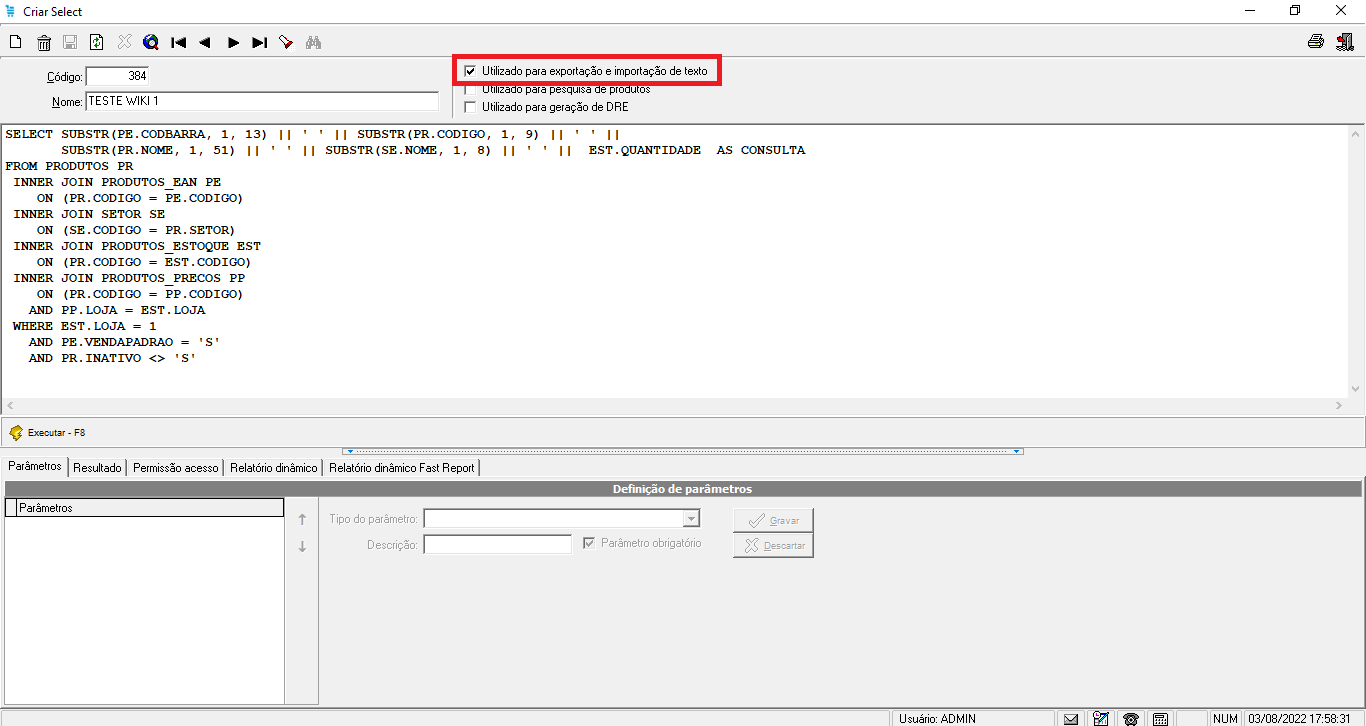 Criar Select
Código: 384
Nome: TESTE WIKI 1
Utilizado para exportação e importação de texto
Utilizado para pesquisa de produtos
Utilizado para geração de DRE
SELECT SUBSTR(PE.CODBARRA, 1, 13) || ' ' || SUBSTR(PR.CODIGO, 1, 9) || ' ' ||
SUBSTR(PR.NOME, 1, 51) || ' ' || SUBSTR(SE.NOME, 1, 8) || ' ' || EST.QUANTIDADE AS CONSULTA
FROM PRODUTOS PR
INNER JOIN PRODUTOS_EAN PE
ON (PR.CODIGO = PE.CODIGO)
INNER JOIN SETOR SE
ON (SE.CODIGO = PR.SETOR)
INNER JOIN PRODUTOS_ESTOQUE EST
ON (PR.CODIGO = EST.CODIGO)
INNER JOIN PRODUTOS_PRECOS PP
ON (PR.CODIGO = PP.CODIGO)
AND PP.LOJA = EST.LOJA
WHERE EST.LOJA = 1
AND PE.VENDAPADRAO = 'S'
AND PR.INATIVO <> 'S'
Executar - F8
Parâmetros Resultado Permissão acesso Relatório dinâmico Relatório dinâmico Fast Report
Definição de parâmetros
Parâmetros
Tipo do parâmetro:
Gravar
Descrição:
Parâmetro obrigatório
Descartar
Usuário: ADMIN NUM 03/08/2022 17:58:31